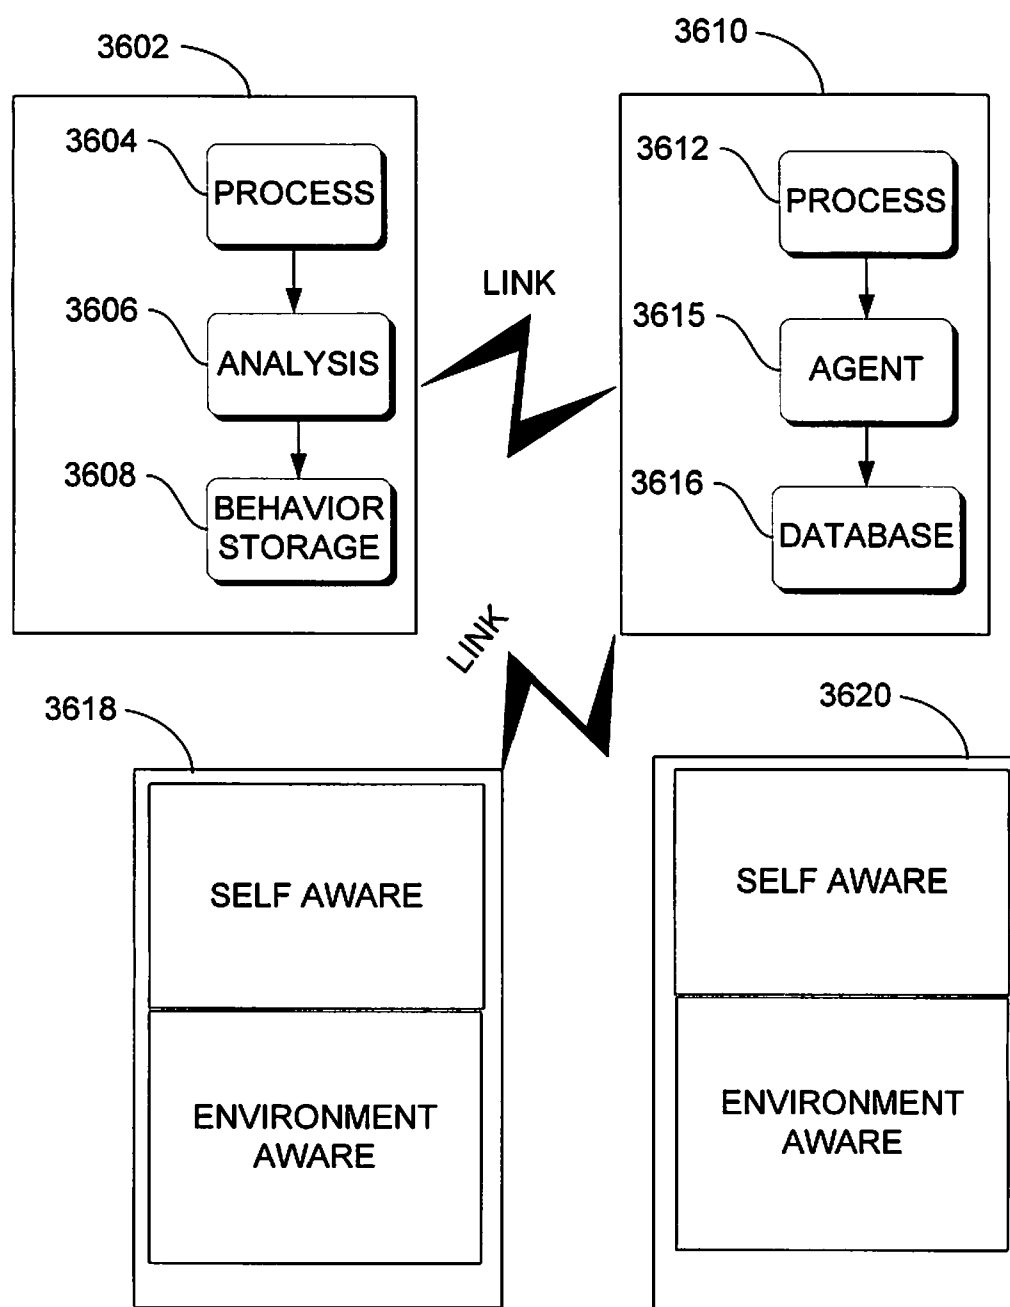 3602
3604
PROCESS
3606
ANALYSIS
3608
BEHAVIOR
STORAGE
LINK
3610
3612
PROCESS
3615
AGENT
3616
DATABASE
LINK
3618
SELF AWARE
ENVIRONMENT
AWARE
3620
SELF AWARE
ENVIRONMENT
AWARE